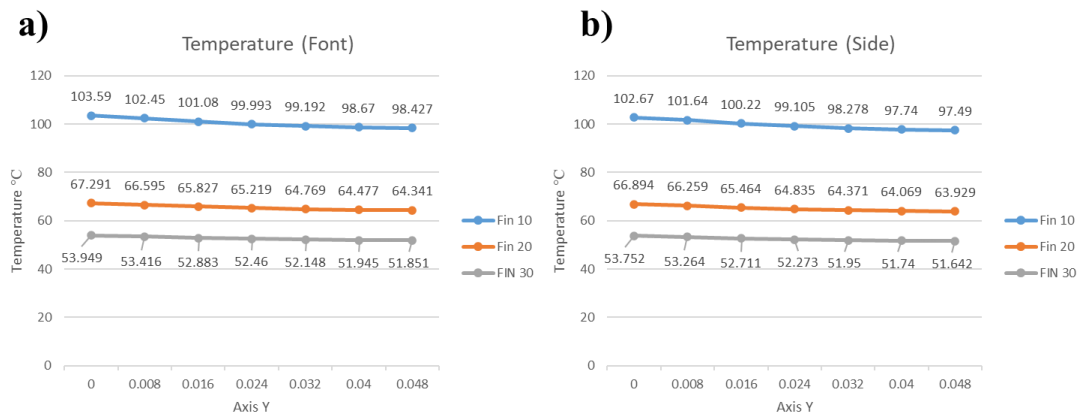 a)
Temperature (Font)
120
100
80
60
40
20
0
Temperature °C
103.59 102.45 101.08 99.993 99.192 98.67 98.427
67.291 66.595 65.827 65.219 64.769 64.477 64.341
53.949 53.416 52.883 52.46 52.148 51.945 51.851
0 0.008 0.016 0.024 0.032 0.04 0.048
Axis Y
Fin 10
Fin 20
FIN 30
b)
Temperature (Side)
120
100
80
60
40
20
0
Temperature °C
102.67 101.64 100.22 99.105 98.278 97.74 97.49
66.894 66.259 65.464 64.835 64.371 64.069 63.929
53.752 53.264 52.711 52.273 51.95 51.74 51.642
0 0.008 0.016 0.024 0.032 0.04 0.048
Axis Y
Fin 10
Fin 20
FIN 30